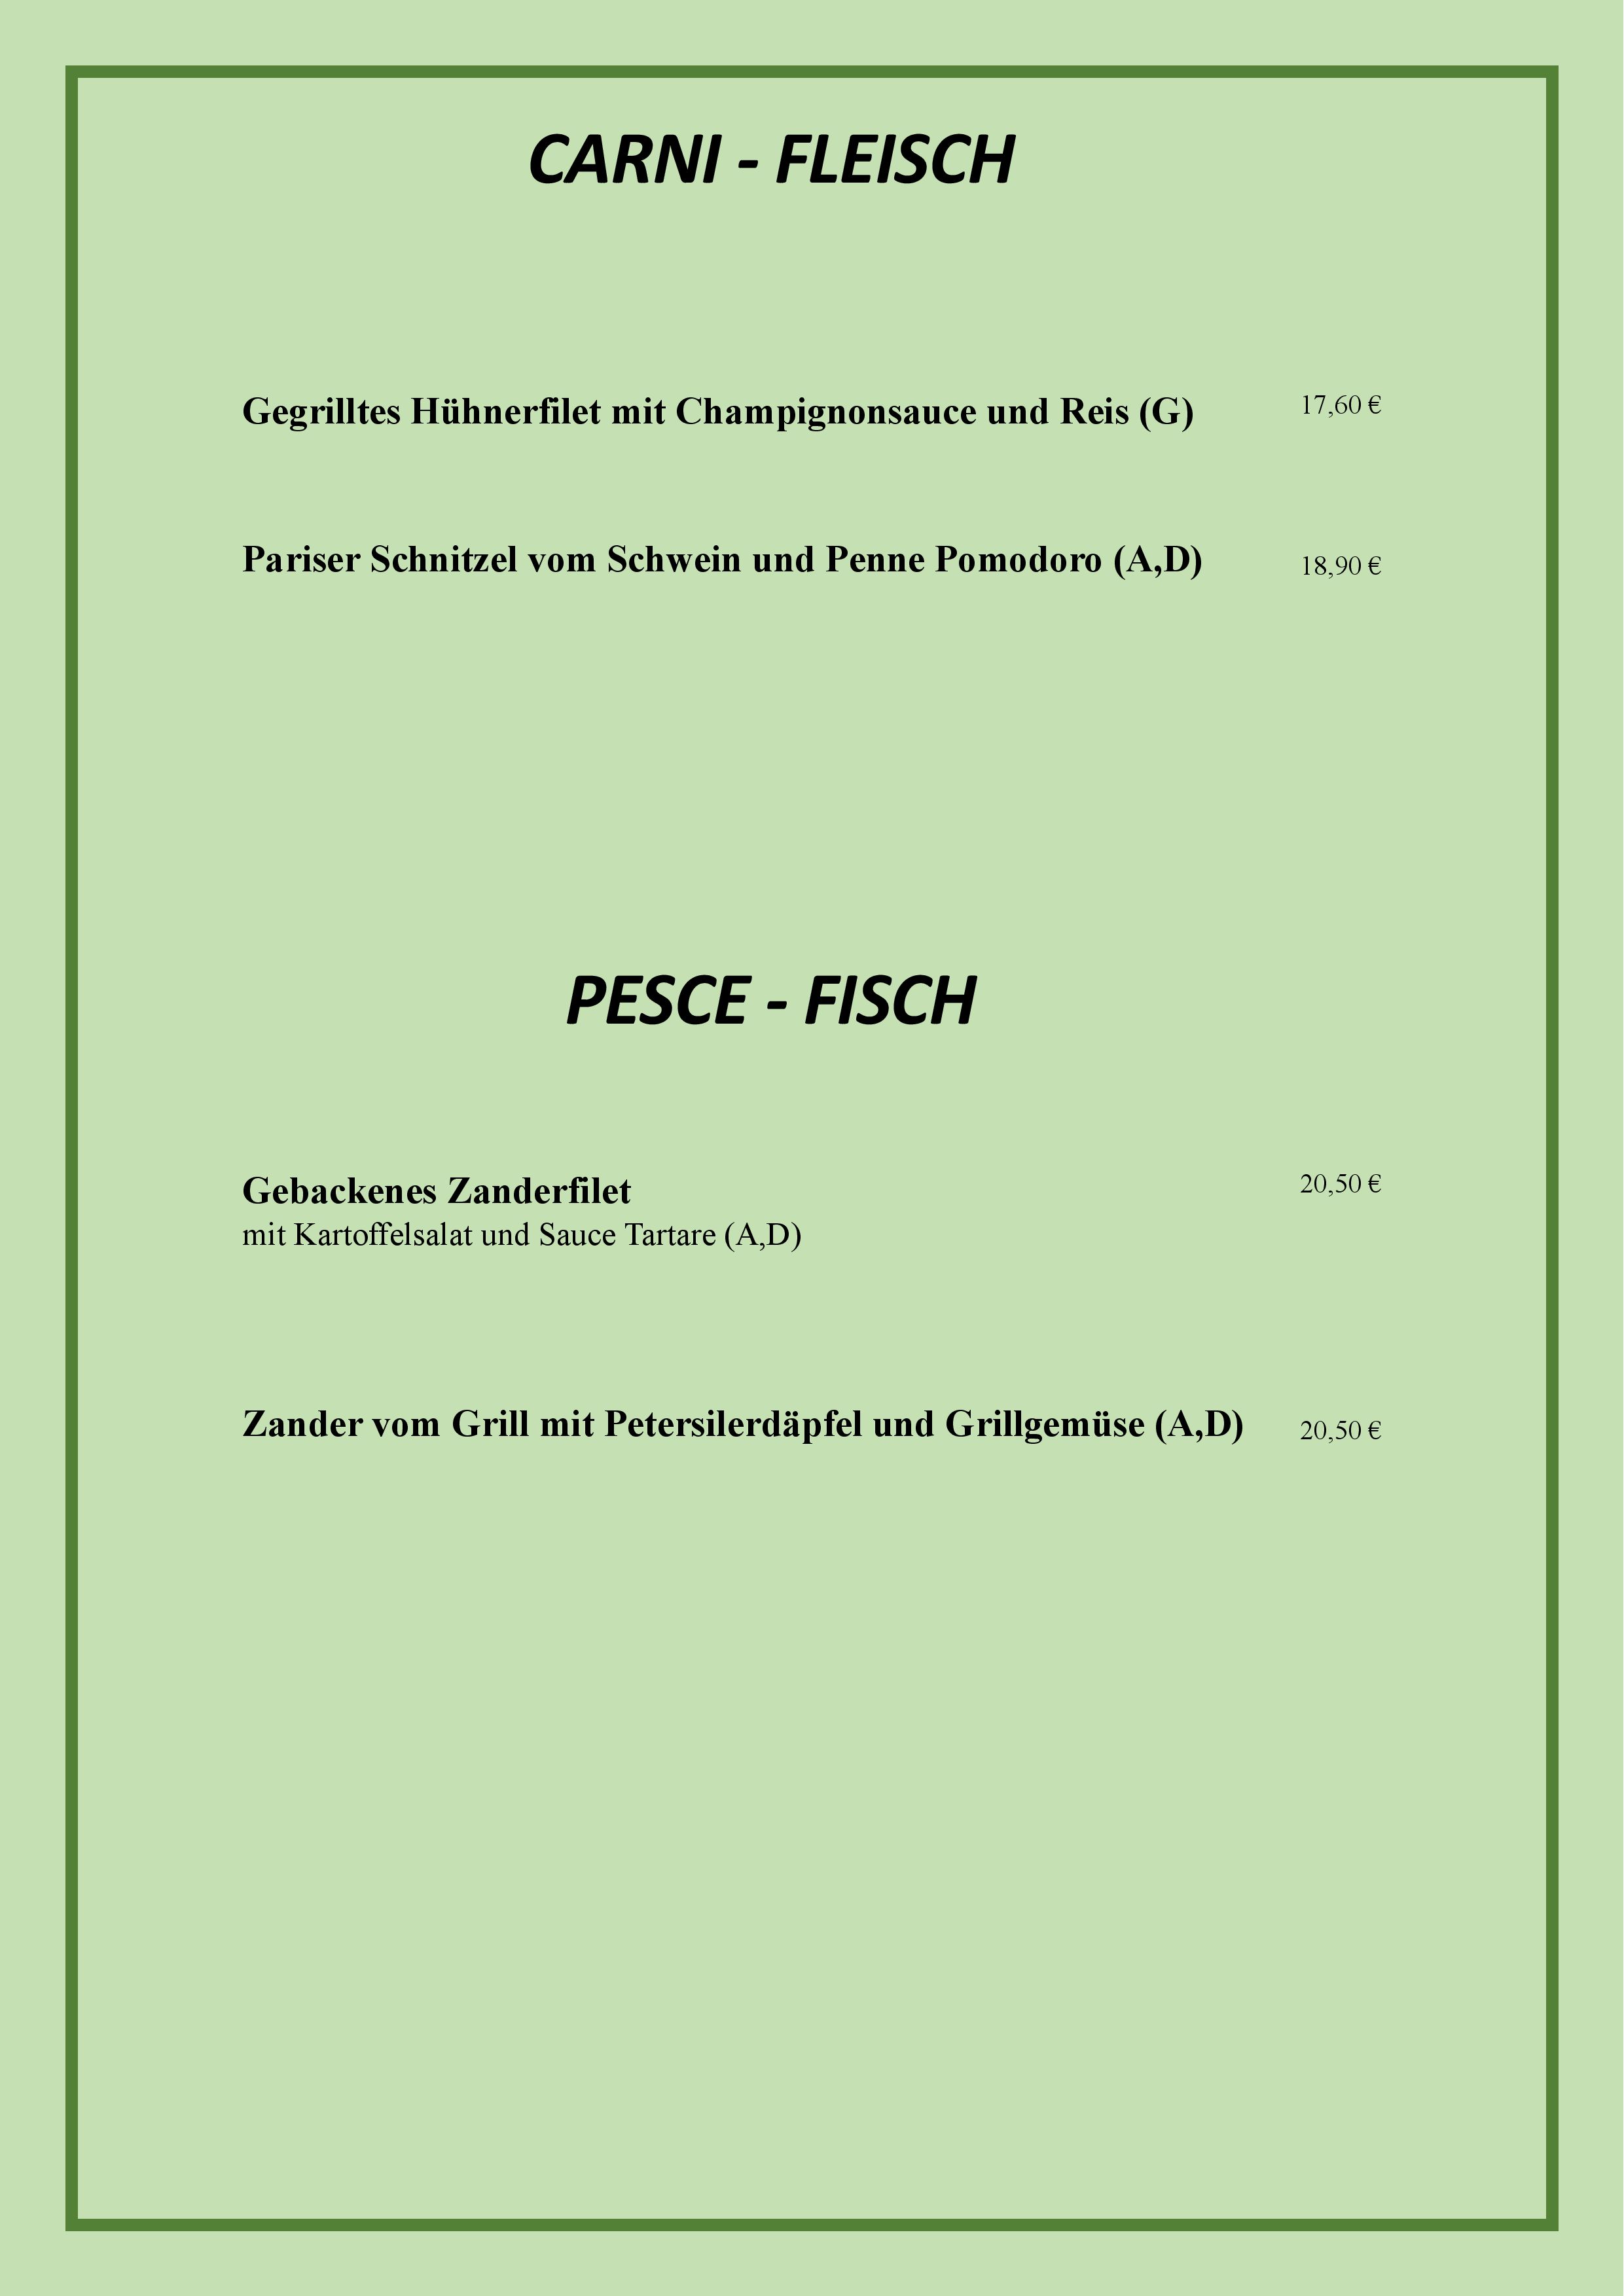 CARNI - FLEISCH
Gegrilltes Hühnerfilet mit Champignonsauce und Reis (G) 17,60 €
Pariser Schnitzel vom Schwein und Penne Pomodoro (A,D) 18,90 €
PESCE - FISCH
Gebackenes Zanderfilet 20,50 €
mit Kartoffelsalat und Sauce Tartare (A,D)
Zander vom Grill mit Petersilerdäpfel und Grillgemüse (A,D) 20,50 €